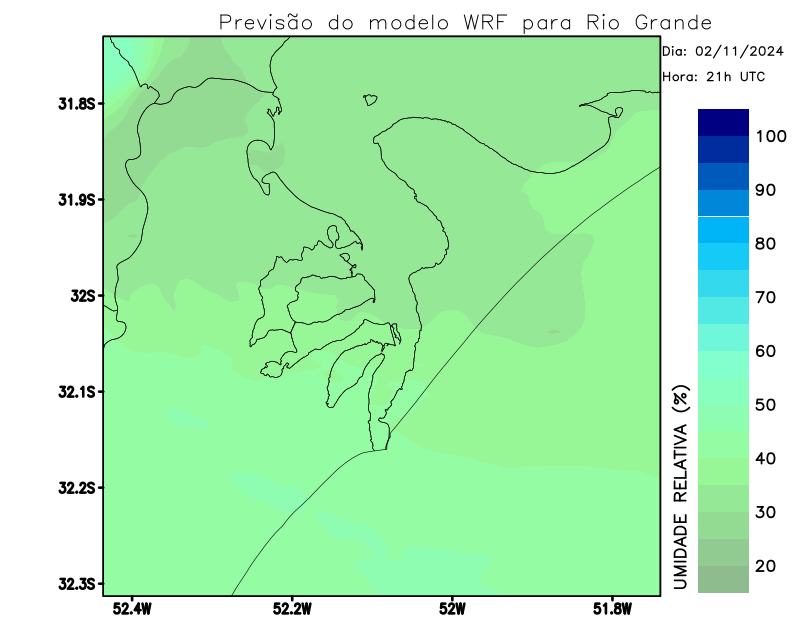 Previsão do modelo WRF para Rio Grande
Dia: 02/11/2024
Hora: 21h UTC
31.8S
31.9S
32S
32.1S
32.2S
32.3S
52.4W
52.2W
52W
51.8W
UMIDADE RELATIVA (%)
100
90
80
70
60
50
40
30
20